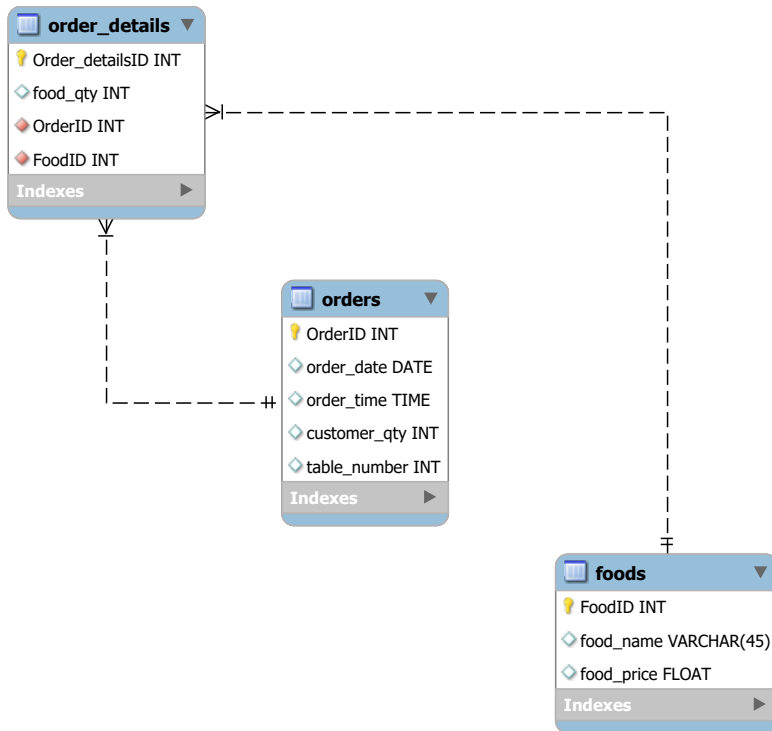 order_details
Order_detailsID INT
food_qty INT
OrderID INT
FoodID INT
Indexes
orders
OrderID INT
order_date DATE
order_time TIME
customer_qty INT
table_number INT
Indexes
foods
FoodID INT
food_name VARCHAR(45)
food_price FLOAT
Indexes